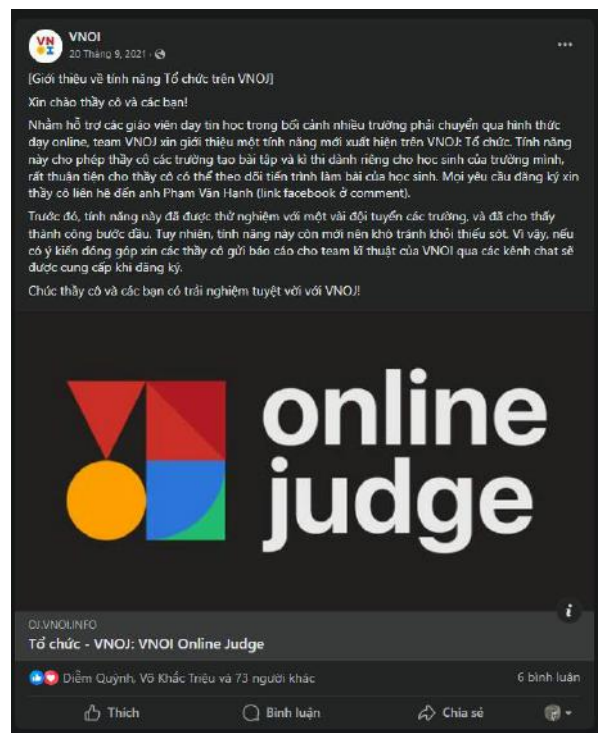 VNOI
20 Tháng 9, 2021 ·
[Giới thiệu về tính năng Tổ chức trên VNOJ]
Xin chào thầy cô và các bạn!
Nhằm hỗ trợ các giáo viên dạy tin học trong bối cảnh nhiều trường phải chuyển qua hình thức
dạy online, team VNOJ xin giới thiệu một tính năng mới xuất hiện trên VNOJ: Tổ chức. Tính năng
này cho phép thầy cô các trường tạo bài tập và kì thi dành riêng cho học sinh của trường mình,
rất thuận tiện cho thầy cô có thể theo dõi tiến trình làm bài của học sinh. Mọi yêu cầu đăng ký xin
thầy cô liên hệ đến anh Phạm Văn Hạnh (link facebook ở comment).
Trước đó, tính năng này đã được thử nghiệm với một vài đội tuyển các trường, và đã cho thấy
thành công bước đầu. Tuy nhiên, tính năng này còn mới nên khó tránh khỏi thiếu sót. Vì vậy, nếu
có ý kiến đóng góp xin các thầy cô gửi báo cáo cho team kĩ thuật của VNOI qua các kênh chat sẽ
được cung cấp khi đăng ký.
Chúc thầy cô và các bạn có trải nghiệm tuyệt vời với VNOJ!
online
judge
OJ.VNOI.INFO
Tổ chức - VNOJ: VNOI Online Judge
Diễm Quỳnh, Võ Khắc Triệu và 73 người khác
6 bình luận
Thích
Bình luận
Chia sẻ